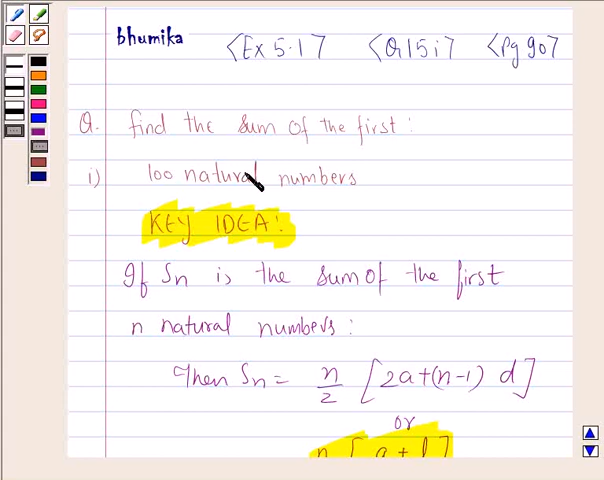 bhumika <Ex 5.1> <Q15i> <Pg 90>
Q. find the sum of the first :
i) 100 natural numbers
KEY IDEA :
If Sn is the sum of the first
n natural numbers :
Then Sn = n/2 [2a+(n-1) d]
or
n [a+l]